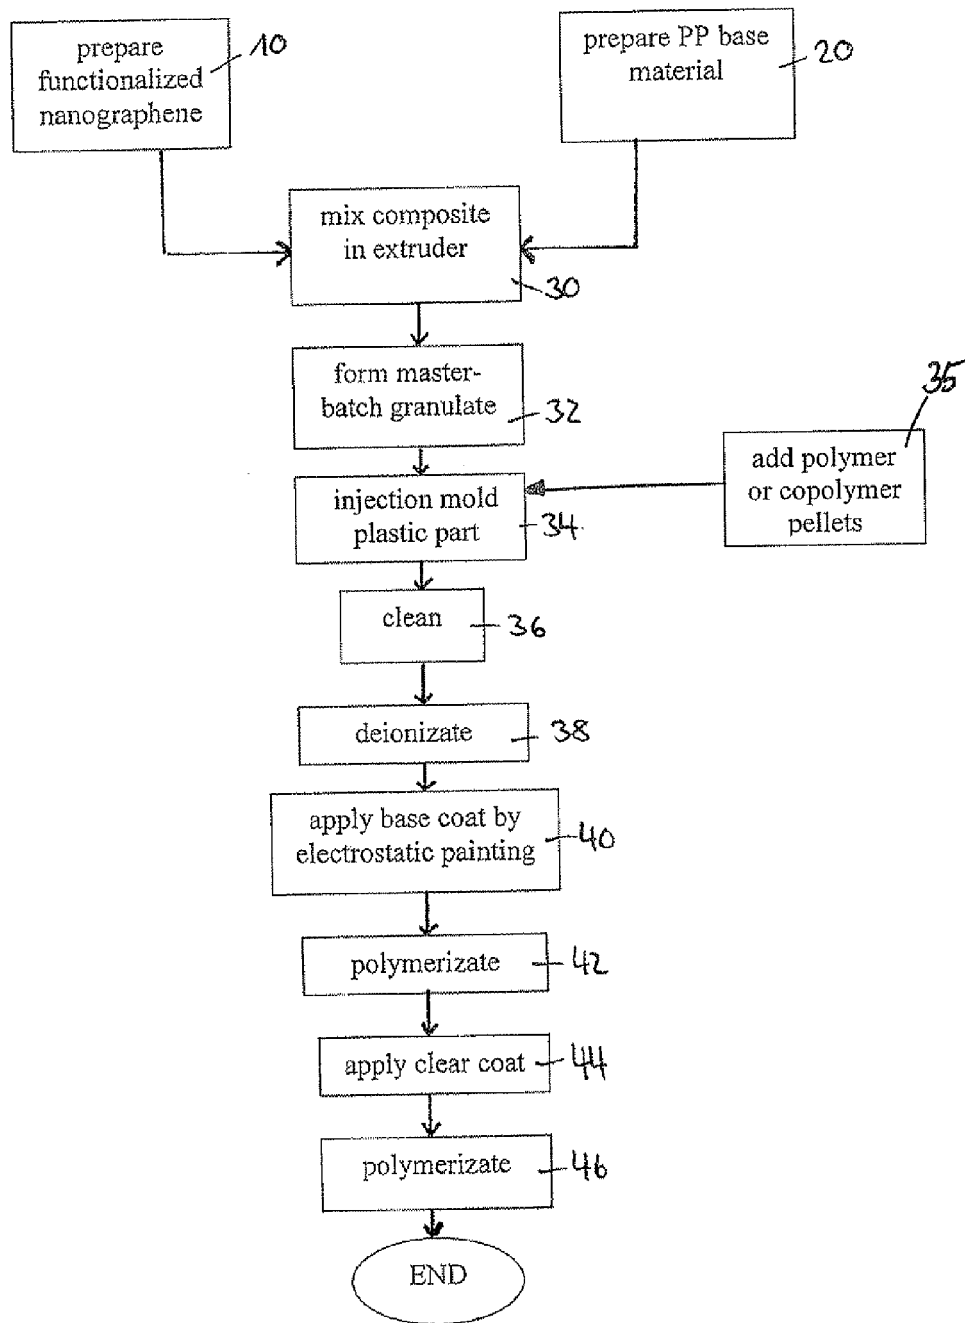 prepare
functionalized
nanographene
10
prepare PP base
material
20
mix composite
in extruder
30
form master-
batch granulate
32
35
add polymer
or copolymer
pellets
injection mold
plastic part
34
clean
36
deionizate
38
apply base coat by
electrostatic painting
40
polymerizate
42
apply clear coat
44
polymerizate
46
END